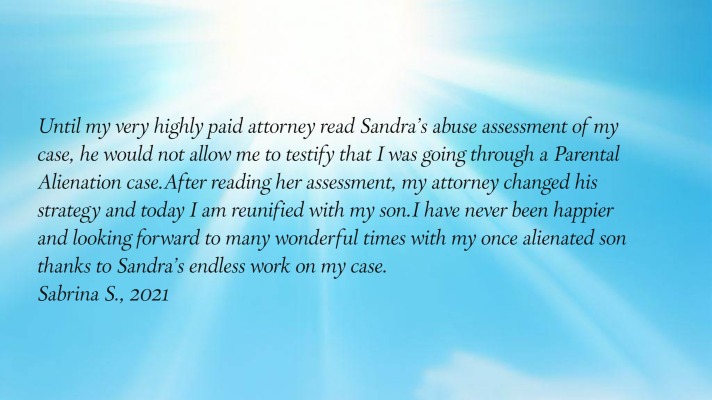 Until my very highly paid attorney read Sandra's abuse assessment of my
case, he would not allow me to testify that I was going through a Parental
Alienation case.After reading her assessment, my attorney changed his
strategy and today I am reunified with my son.I have never been happier
and looking forward to many wonderful times with my once alienated son
thanks to Sandra's endless work on my case.
Sabrina S., 2021